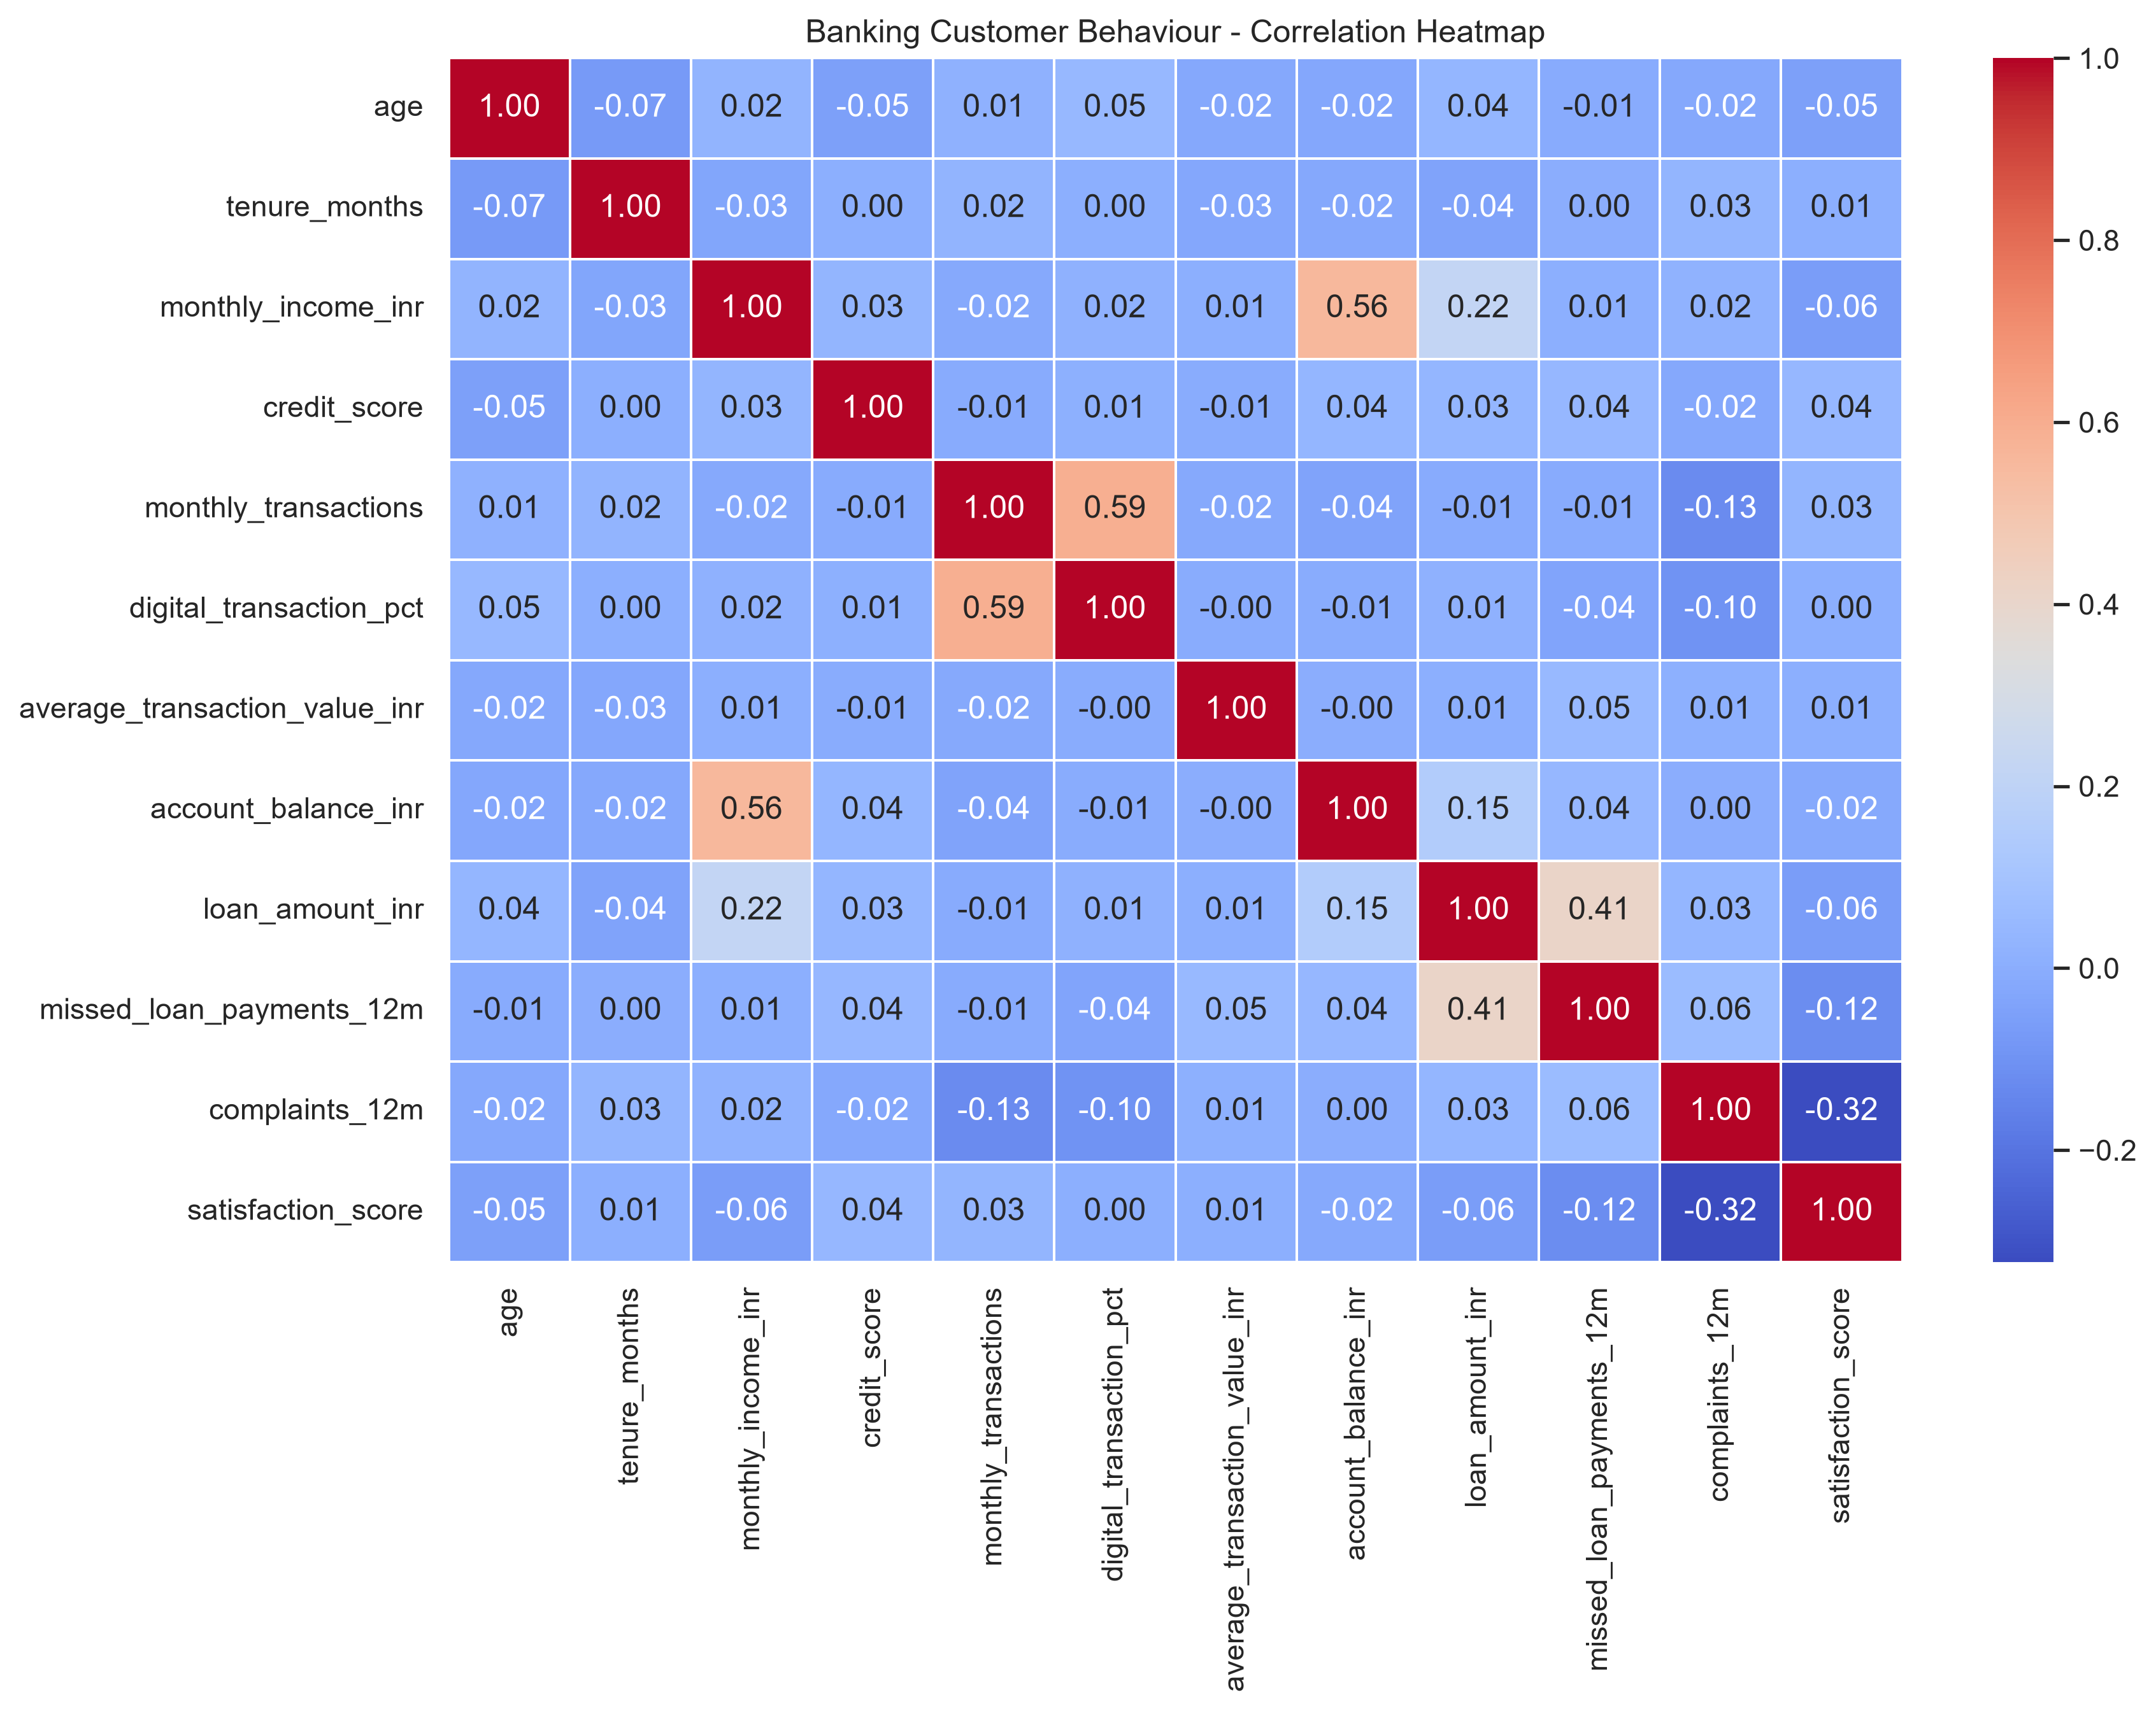 Banking Customer Behaviour - Correlation Heatmap
age 1.00 -0.07 0.02 -0.05 0.01 0.05 -0.02 -0.02 0.04 -0.01 -0.02 -0.05
tenure_months -0.07 1.00 -0.03 0.00 0.02 0.00 -0.03 -0.02 -0.04 0.00 0.03 0.01
monthly_income_inr 0.02 -0.03 1.00 0.03 -0.02 0.02 0.01 0.56 0.22 0.01 0.02 -0.06
credit_score -0.05 0.00 0.03 1.00 -0.01 0.01 -0.01 0.04 0.03 0.04 -0.02 0.04
monthly_transactions 0.01 0.02 -0.02 -0.01 1.00 0.59 -0.02 -0.04 -0.01 -0.01 -0.13 0.03
digital_transaction_pct 0.05 0.00 0.02 0.01 0.59 1.00 -0.00 -0.01 0.01 -0.04 -0.10 0.00
average_transaction_value_inr -0.02 -0.03 0.01 -0.01 -0.02 -0.00 1.00 -0.00 0.01 0.05 0.01 0.01
account_balance_inr -0.02 -0.02 0.56 0.04 -0.04 -0.01 -0.00 1.00 0.15 0.04 0.00 -0.02
loan_amount_inr 0.04 -0.04 0.22 0.03 -0.01 0.01 0.01 0.15 1.00 0.41 0.03 -0.06
missed_loan_payments_12m -0.01 0.00 0.01 0.04 -0.01 -0.04 0.05 0.04 0.41 1.00 0.06 -0.12
complaints_12m -0.02 0.03 0.02 -0.02 -0.13 -0.10 0.01 0.00 0.03 0.06 1.00 -0.32
satisfaction_score -0.05 0.01 -0.06 0.04 0.03 0.00 0.01 -0.02 -0.06 -0.12 -0.32 1.00
age
tenure_months
monthly_income_inr
credit_score
monthly_transactions
digital_transaction_pct
average_transaction_value_inr
account_balance_inr
loan_amount_inr
missed_loan_payments_12m
complaints_12m
satisfaction_score
1.0
0.8
0.6
0.4
0.2
0.0
−0.2